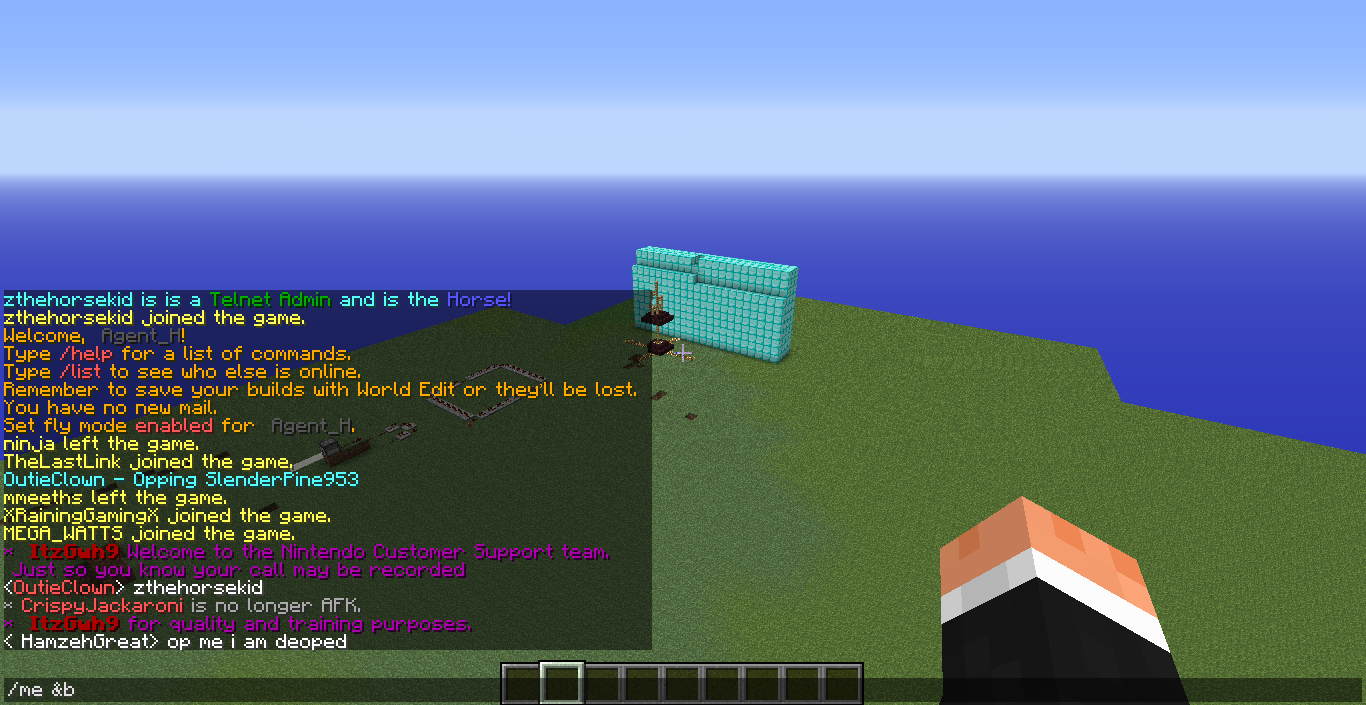 zthehorsekid is is a Telnet Admin and is the Horse!
zthehorsekid joined the game.
Welcome, Agent_H!
Type /help for a list of commands.
Type /list to see who else is online.
Remember to save your builds with World Edit or they'll be lost.
You have no new mail.
Set fly mode enabled for Agent_H.
ninja left the game.
TheLastLink joined the game.
OutieClown - Opping SlenderPine953
mmeeths left the game.
XRainingGamingX joined the game.
MEGA_WATTS joined the game.
* ItzGwh9 Welcome to the Nintendo Customer Support team.
Just so you know your call may be recorded
<OutieClown> zthehorsekid
* CrispyJackaroni is no longer AFK.
* ItzGwh9 for quality and training purposes.
< HamzehGreat> op me i am deoped
/me &b